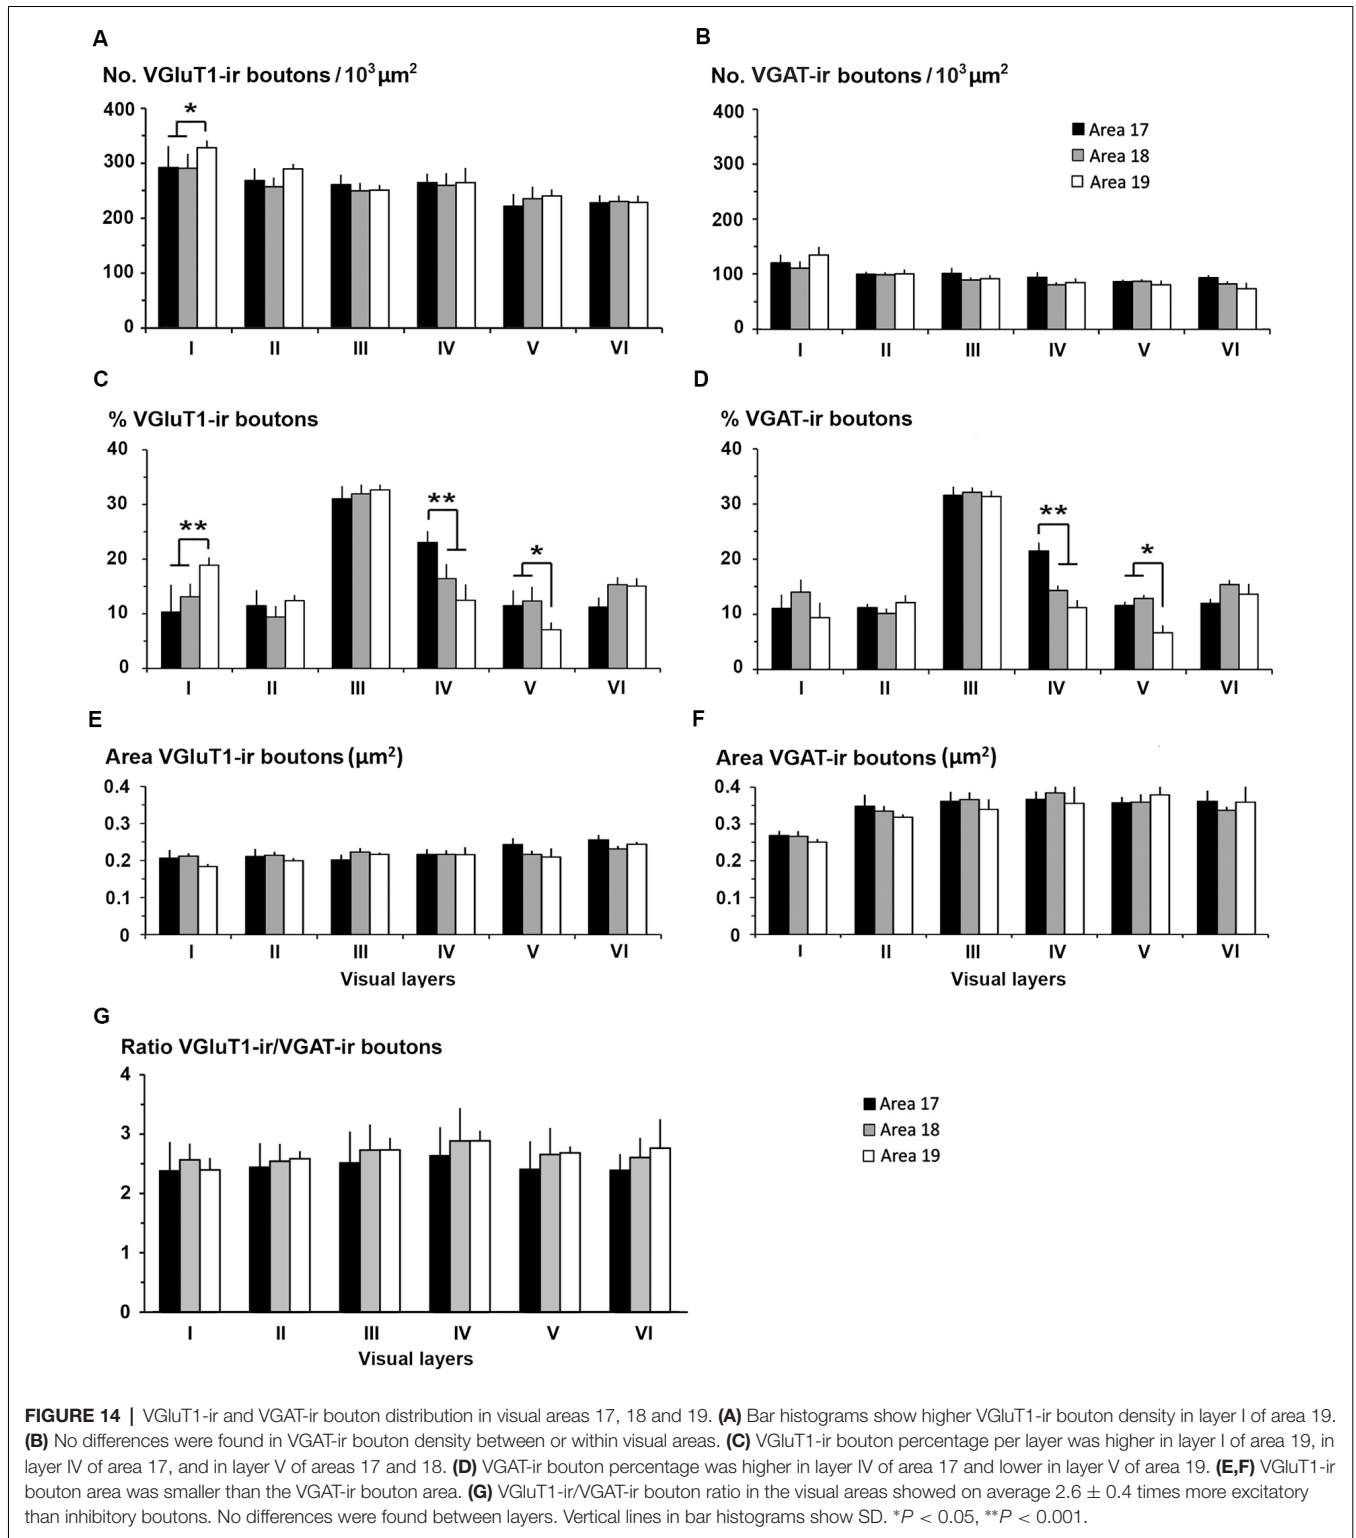 A
No. VGluT1-ir boutons / 10³ μm²
400
300
200
100
0
*
I II III IV V VI
B
No. VGAT-ir boutons / 10³ μm²
400
300
200
100
0
Area 17
Area 18
Area 19
I II III IV V VI
C
% VGluT1-ir boutons
40
30
20
10
0
** ** *
I II III IV V VI
D
% VGAT-ir boutons
40
30
20
10
0
** *
I II III IV V VI
E
Area VGluT1-ir boutons (μm²)
0.4
0.3
0.2
0.1
0
I II III IV V VI
Visual layers
F
Area VGAT-ir boutons (μm²)
0.4
0.3
0.2
0.1
0
I II III IV V VI
Visual layers
G
Ratio VGluT1-ir/VGAT-ir boutons
4
3
2
1
0
I II III IV V VI
Visual layers
Area 17
Area 18
Area 19
FIGURE 14 | VGluT1-ir and VGAT-ir bouton distribution in visual areas 17, 18 and 19. (A) Bar histograms show higher VGluT1-ir bouton density in layer I of area 19.
(B) No differences were found in VGAT-ir bouton density between or within visual areas. (C) VGluT1-ir bouton percentage per layer was higher in layer I of area 19, in
layer IV of area 17, and in layer V of areas 17 and 18. (D) VGAT-ir bouton percentage was higher in layer IV of area 17 and lower in layer V of area 19. (E,F) VGluT1-ir
bouton area was smaller than the VGAT-ir bouton area. (G) VGluT1-ir/VGAT-ir bouton ratio in the visual areas showed on average 2.6 ± 0.4 times more excitatory
than inhibitory boutons. No differences were found between layers. Vertical lines in bar histograms show SD. *P < 0.05, **P < 0.001.